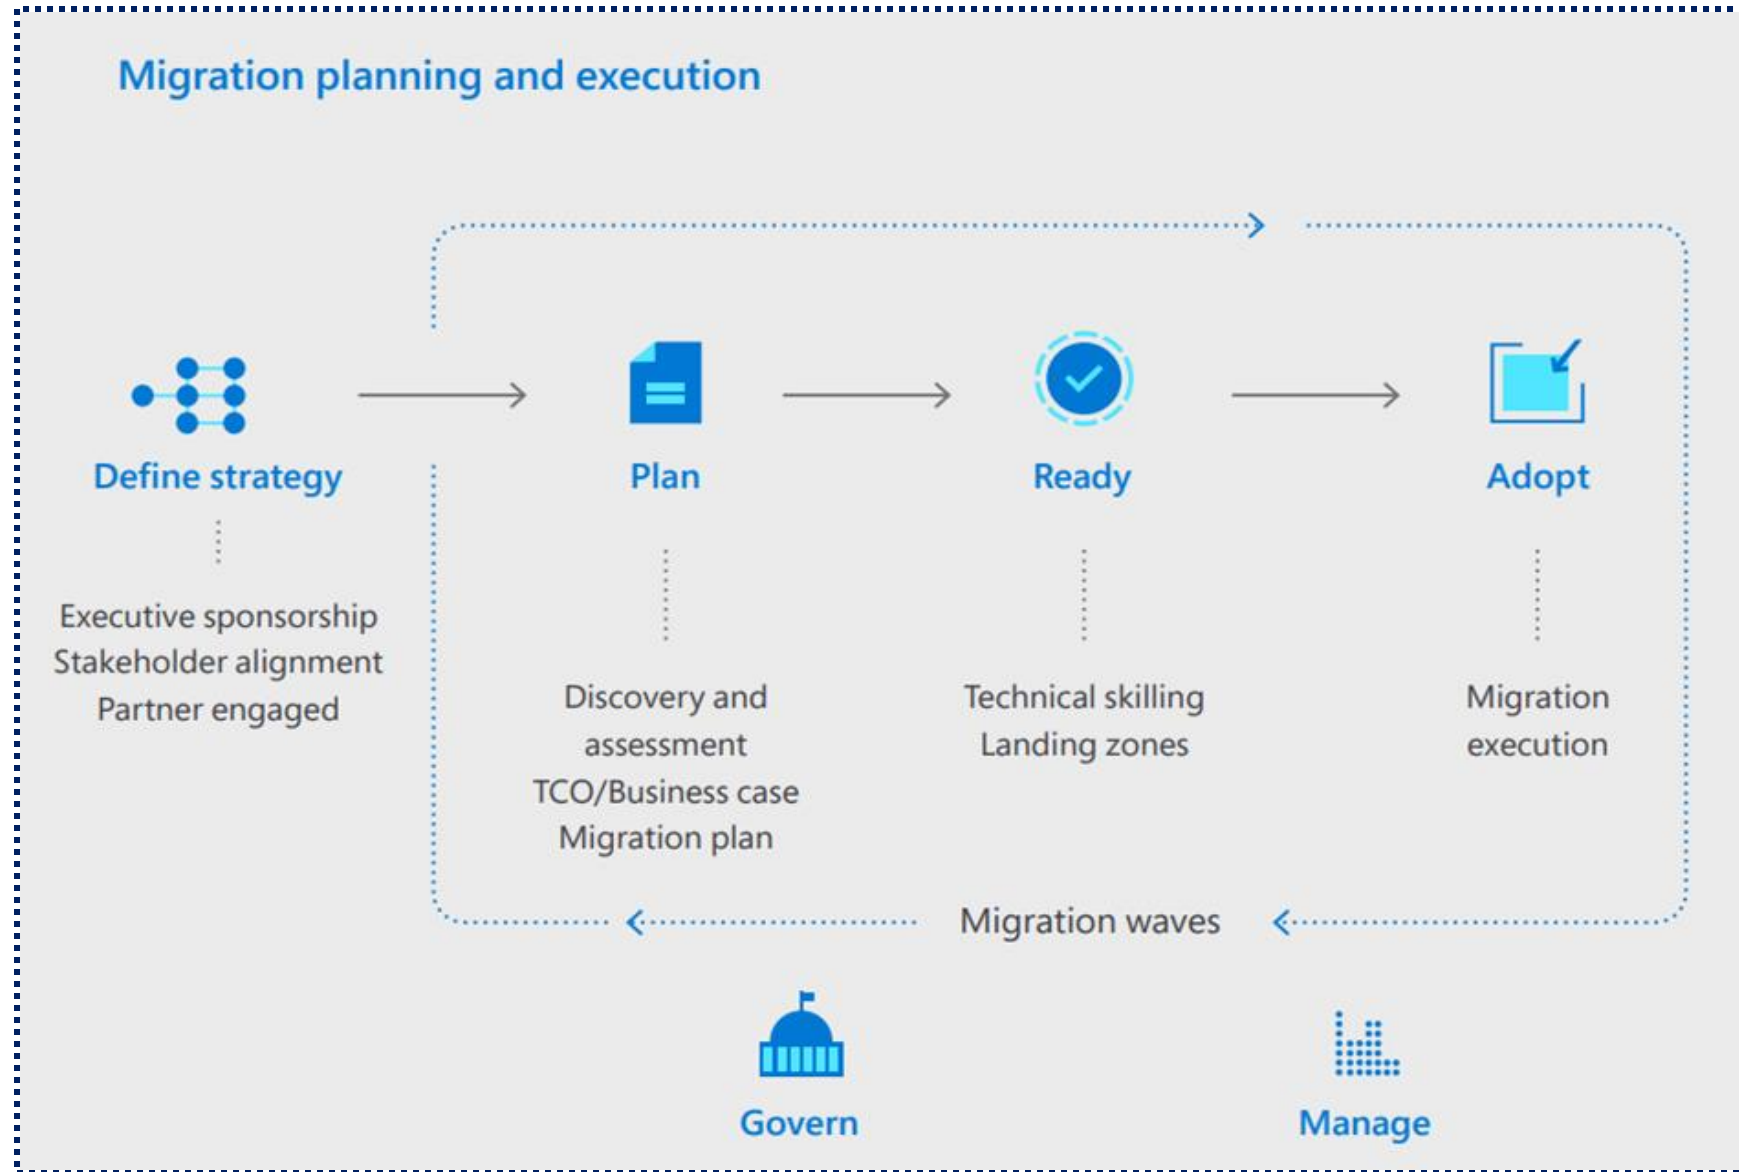 Migration planning and execution
Define strategy
Executive sponsorship
Stakeholder alignment
Partner engaged
Plan
Discovery and
assessment
TCO/Business case
Migration plan
Ready
Technical skilling
Landing zones
Adopt
Migration
execution
Migration waves
Govern
Manage